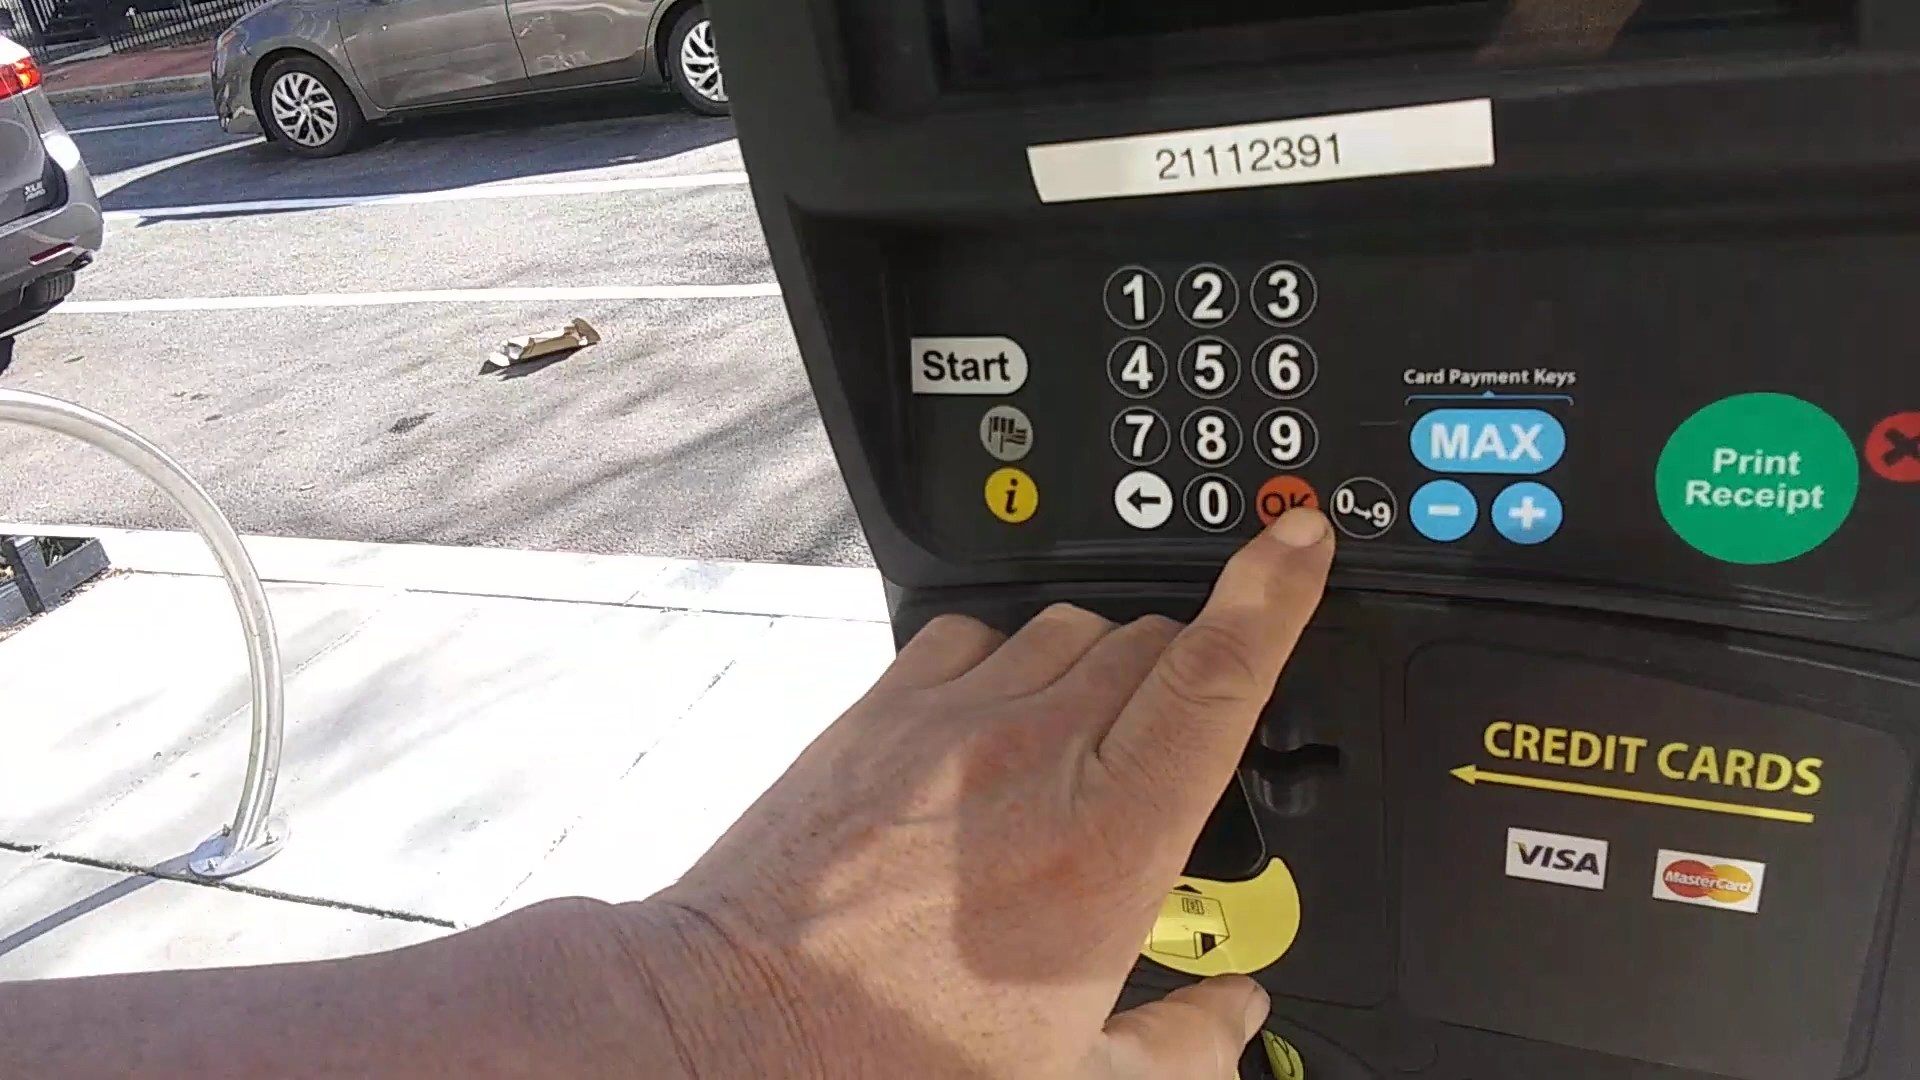 21112391
1 2 3
Start
4 5 6
Card Payment Keys
7 8 9
MAX
i
0 OK 0 9
- +
Print
Receipt
CREDIT CARDS
VISA
MasterCard
XLE